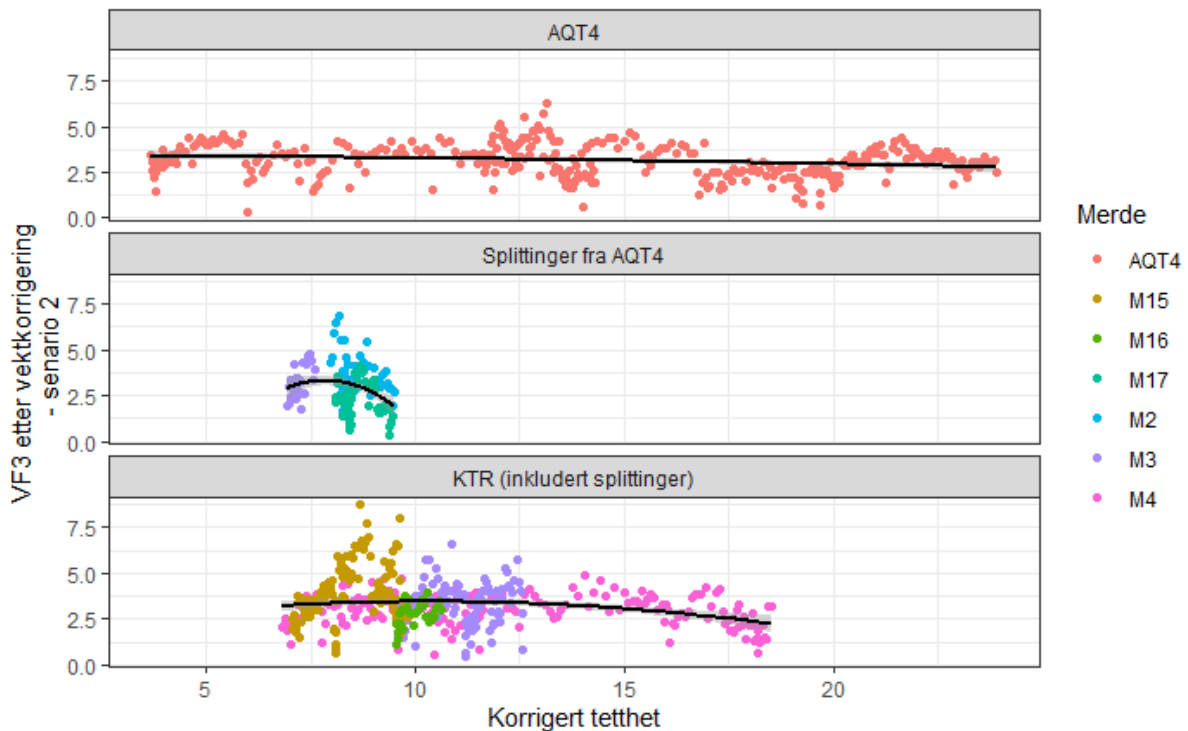 AQT4
7.5
5.0
2.5
0.0
Splittinger fra AQT4
7.5
5.0
2.5
0.0
KTR (inkludert splittinger)
7.5
5.0
2.5
0.0
5 10 15 20
Korrigert tetthet
VF3 etter vektkorrigering
- senario 2
Merde
AQT4
M15
M16
M17
M2
M3
M4